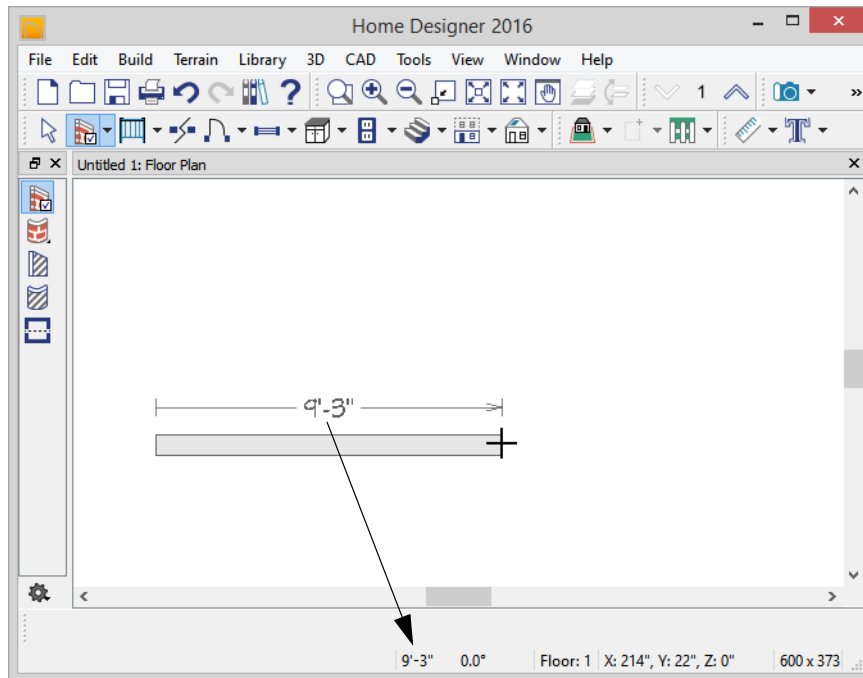 Home Designer 2016
File Edit Build Terrain Library 3D CAD Tools View Window Help
1
Untitled 1: Floor Plan
9'-3"
9'-3" 0.0° Floor: 1 X: 214", Y: 22", Z: 0" 600 x 373